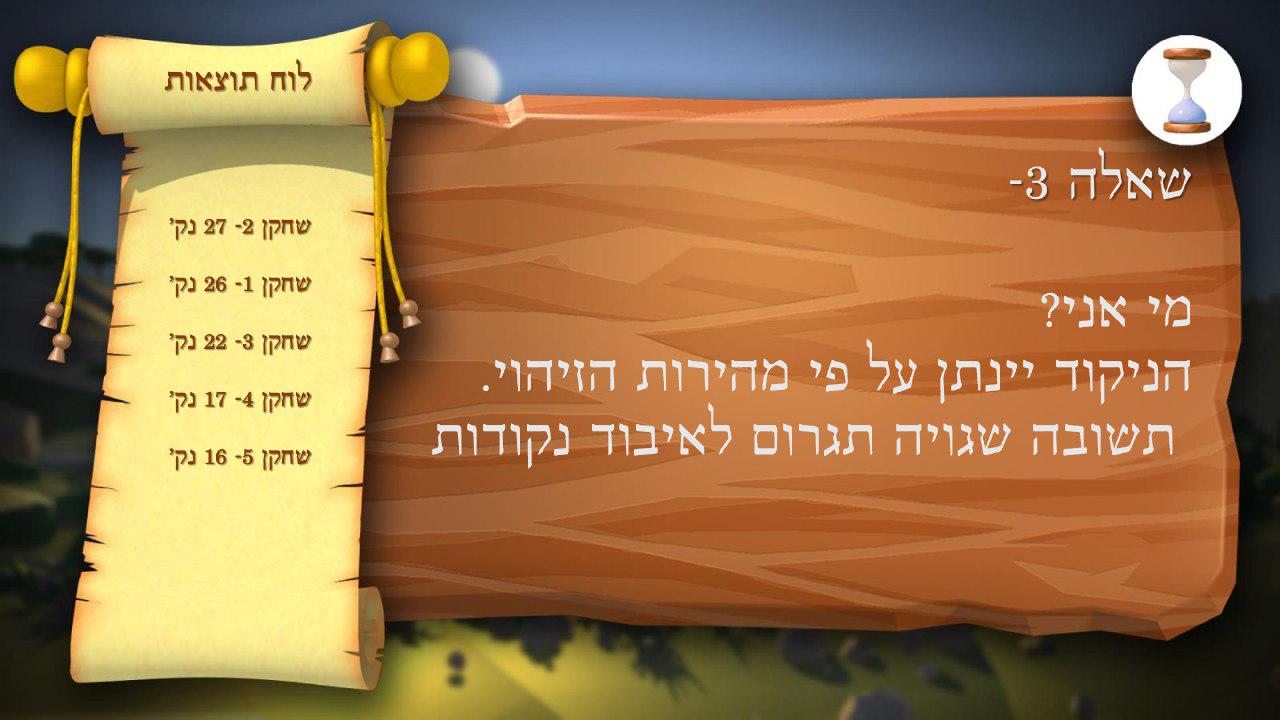 לוח תוצאות
שחקן 2- 27 נק'
שחקן 1- 26 נק'
שחקן 3- 22 נק'
שחקן 4- 17 נק'
שחקן 5- 16 נק'
שאלה 3-
מי אני?
הניקוד יינתן על פי מהירות הזיהוי.
תשובה שגויה תגרום לאיבוד נקודות